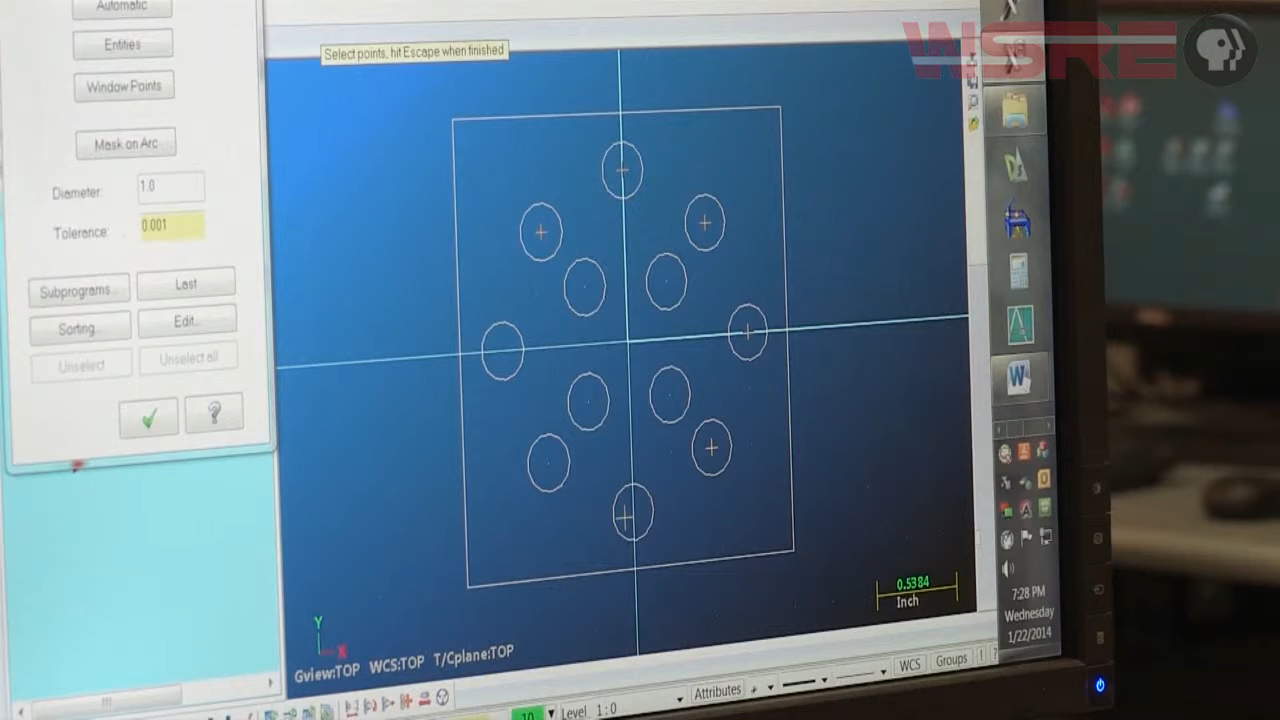 Automatic
Entities
Window Points
Mask on Arc
Diameter: 1.0
Tolerance: 0.001
Subprograms...
Last
Sorting...
Edit...
Unselect
Unselect all
?
Select points, hit Escape when finished
WSRE
W
0.5384
Inch
Y
X
Gview:TOP WCS:TOP T/Cplane:TOP
7:28 PM
Wednesday
1/22/2014
10
Level 1:0
Attributes
WCS
Groups
?